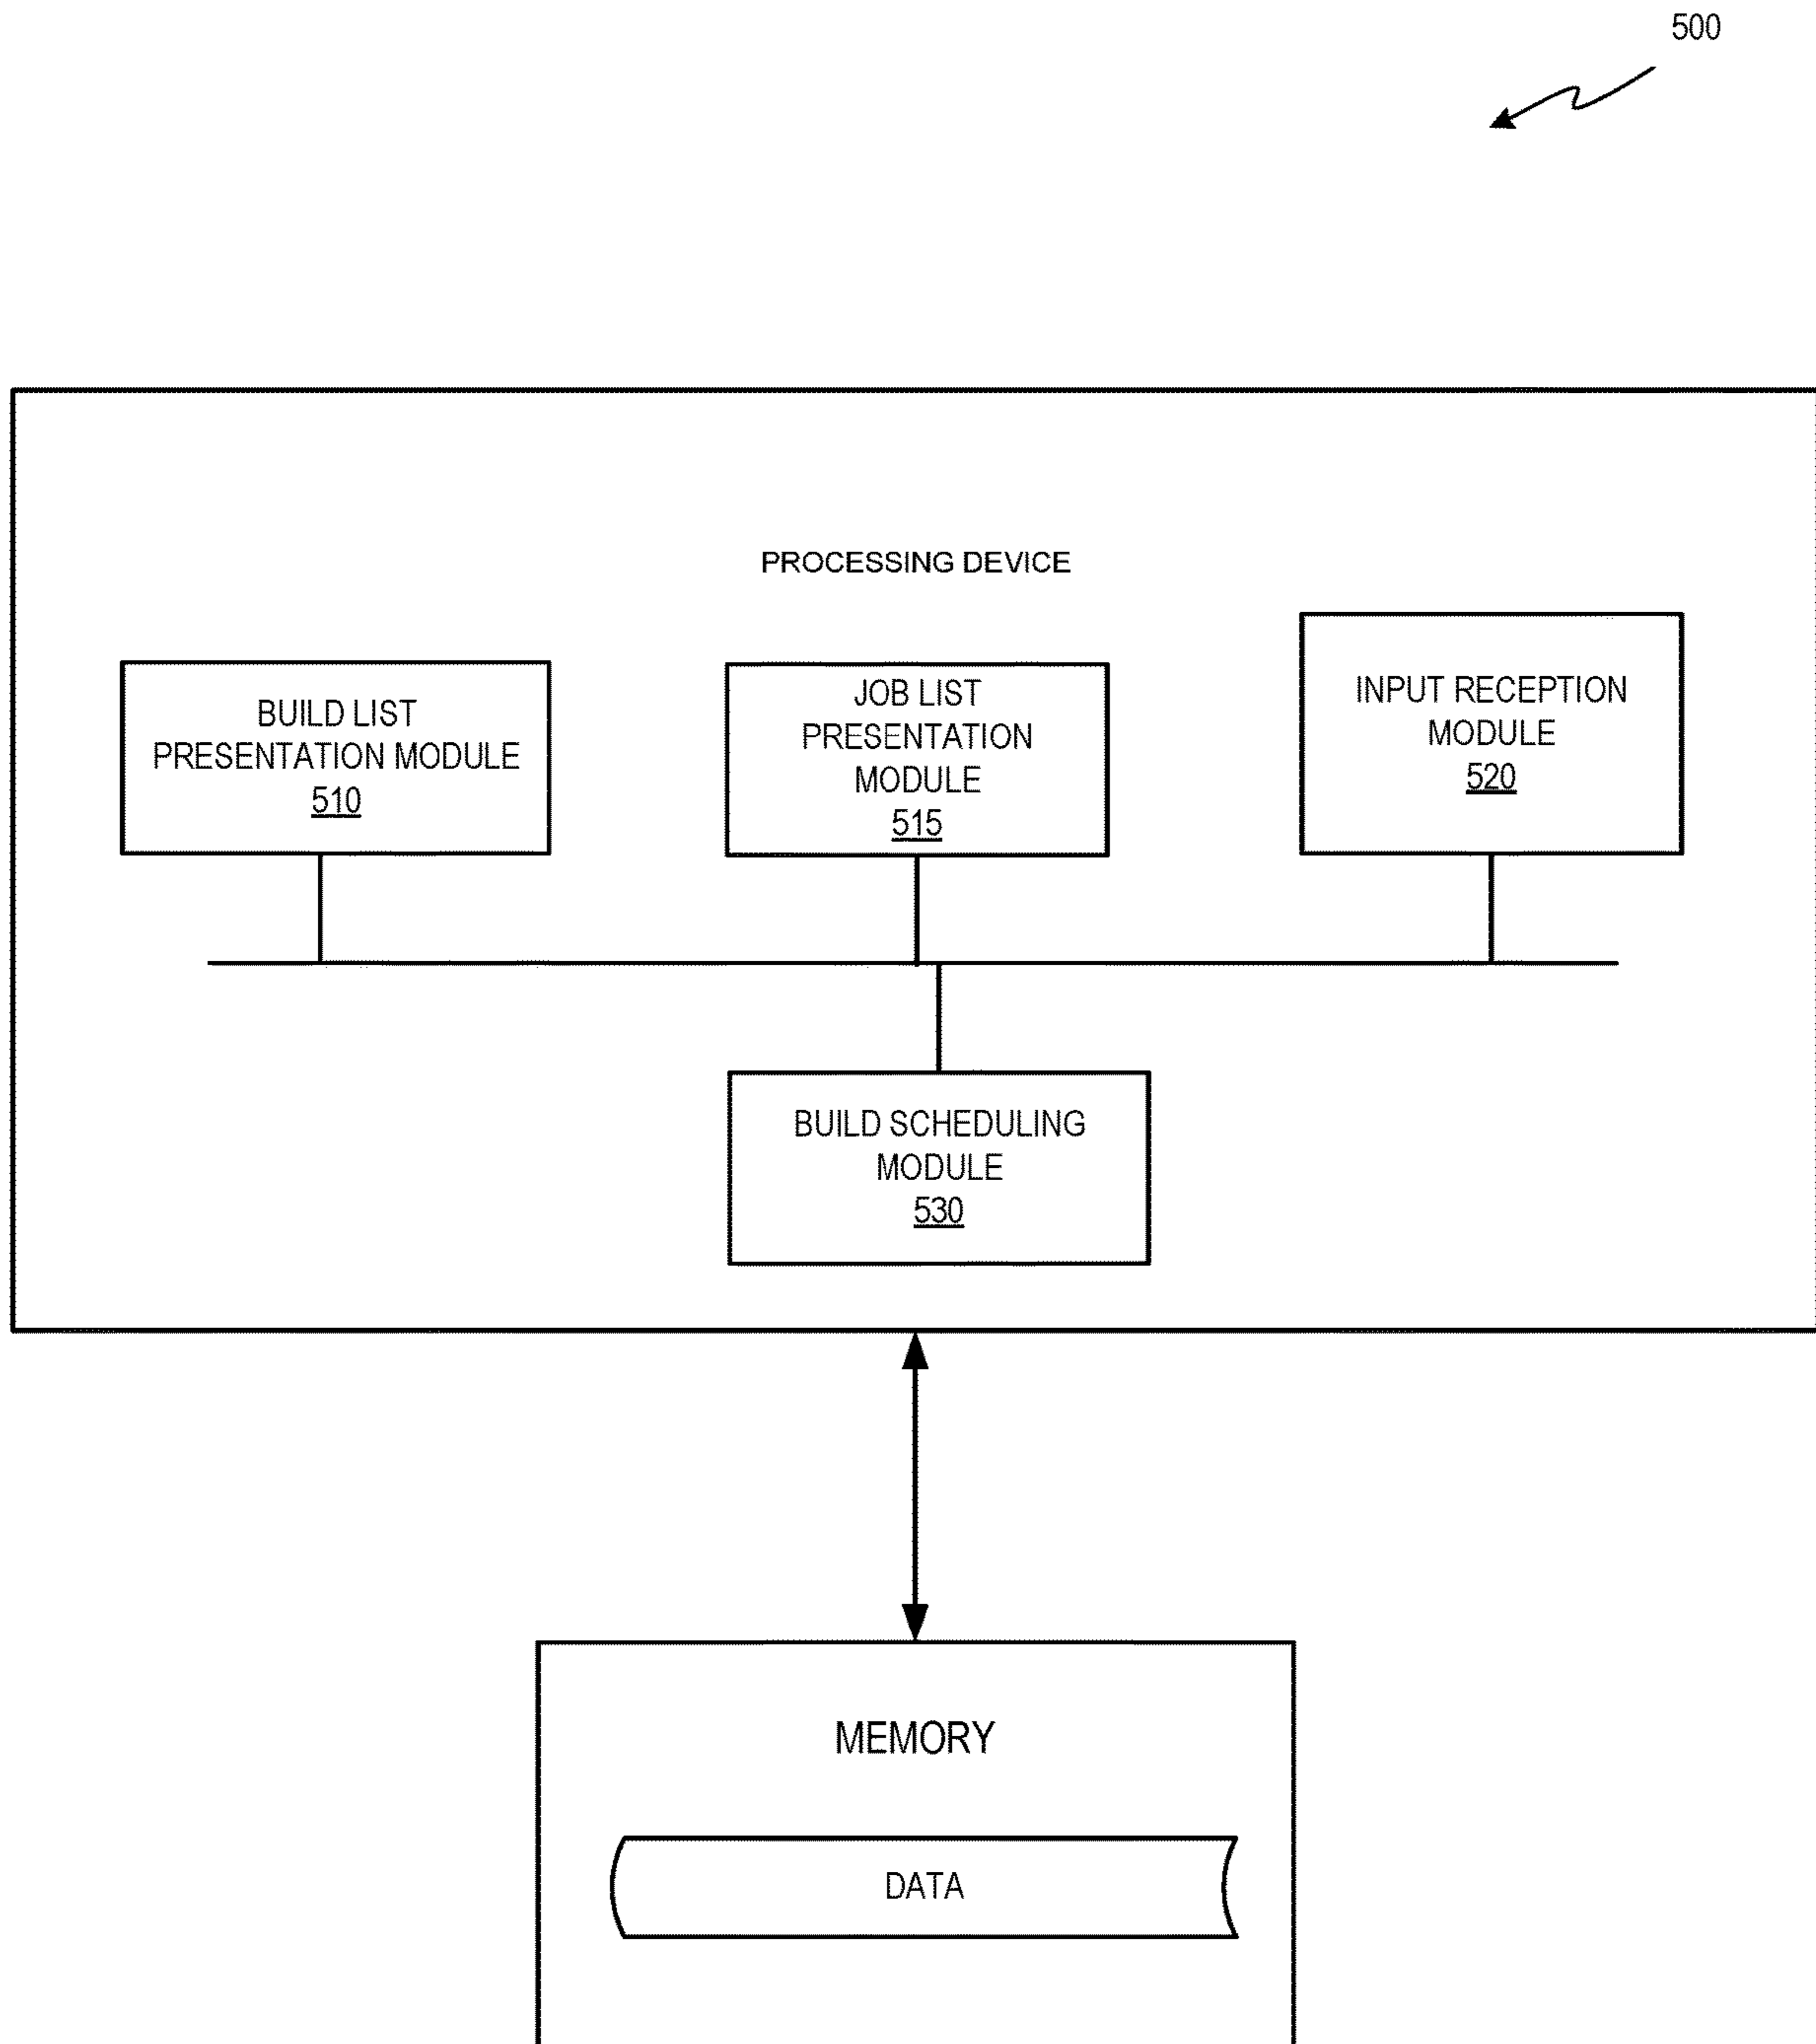 500
PROCESSING DEVICE
BUILD LIST
PRESENTATION MODULE
510
JOB LIST
PRESENTATION
MODULE
515
INPUT RECEPTION
MODULE
520
BUILD SCHEDULING
MODULE
530
MEMORY
DATA